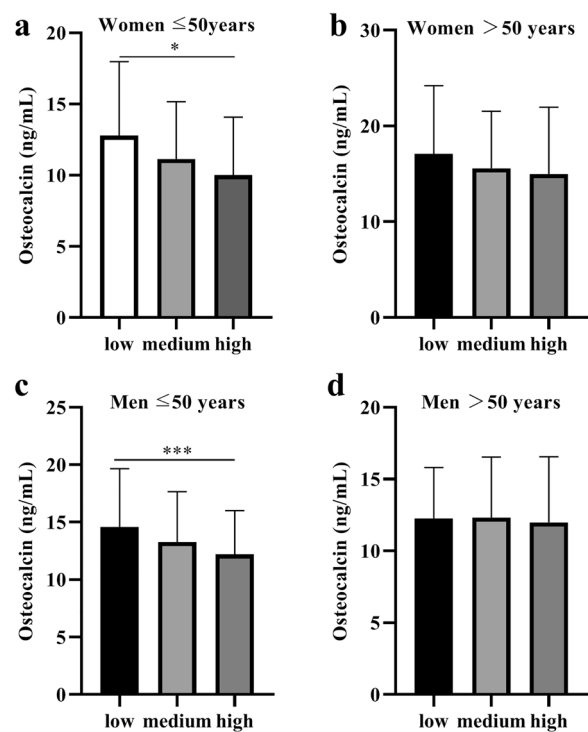 a
Women ≤50years
*
Osteocalcin (ng/mL)
20
15
10
5
0
low medium high
b
Women >50 years
Osteocalcin (ng/mL)
30
20
10
0
low medium high
c
Men ≤50 years
***
Osteocalcin (ng/mL)
25
20
15
10
5
0
low medium high
d
Men >50 years
Osteocalcin (ng/mL)
20
15
10
5
0
low medium high